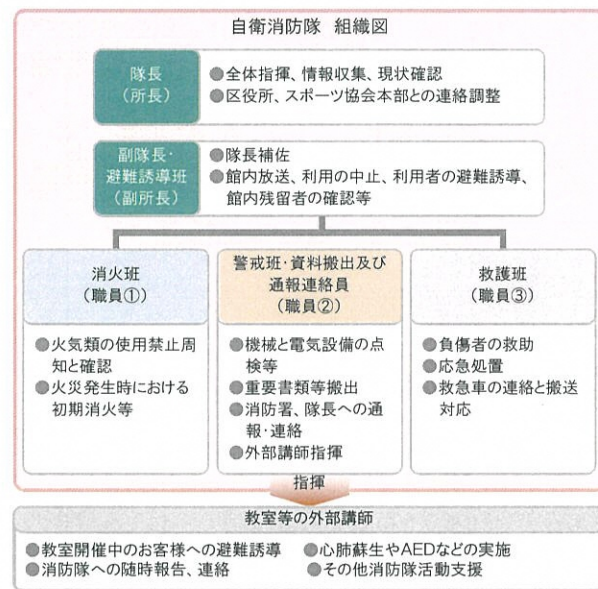 自衛消防隊 組織図
隊長
(所長)
●全体指揮、情報収集、現状確認
●区役所、スポーツ協会本部との連絡調整
副隊長・
避難誘導班
(副所長)
●隊長補佐
●館内放送、利用の中止、利用者の避難誘導、
館内残留者の確認等
消火班
(職員①)
●火気類の使用禁止周
知と確認
●火災発生時における
初期消火等
警戒班・資料搬出及び
通報連絡員
(職員②)
●機械と電気設備の点
検等
●重要書類等搬出
●消防署、隊長への通
報・連絡
●外部講師指揮
救護班
(職員③)
●負傷者の救助
●応急処置
●救急車の連絡と搬送
対応
指揮
教室等の外部講師
●教室開催中のお客様への避難誘導
●消防隊への随時報告、連絡
●心肺蘇生やAEDなどの実施
●その他消防隊活動支援